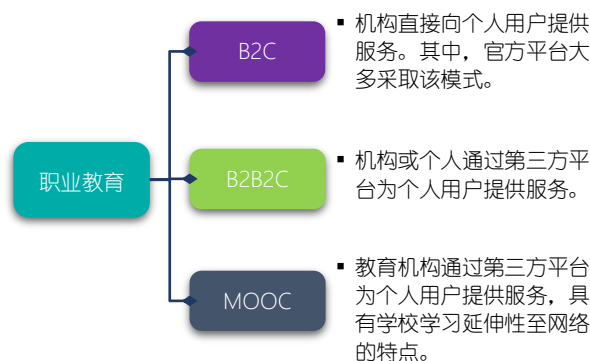 B2C
▪ 机构直接向个人用户提供
服务。其中，官方平台大
多采取该模式。
职业教育
B2B2C
▪ 机构或个人通过第三方平
台为个人用户提供服务。
MOOC
▪ 教育机构通过第三方平台
为个人用户提供服务，具
有学校学习延伸性至网络
的特点。